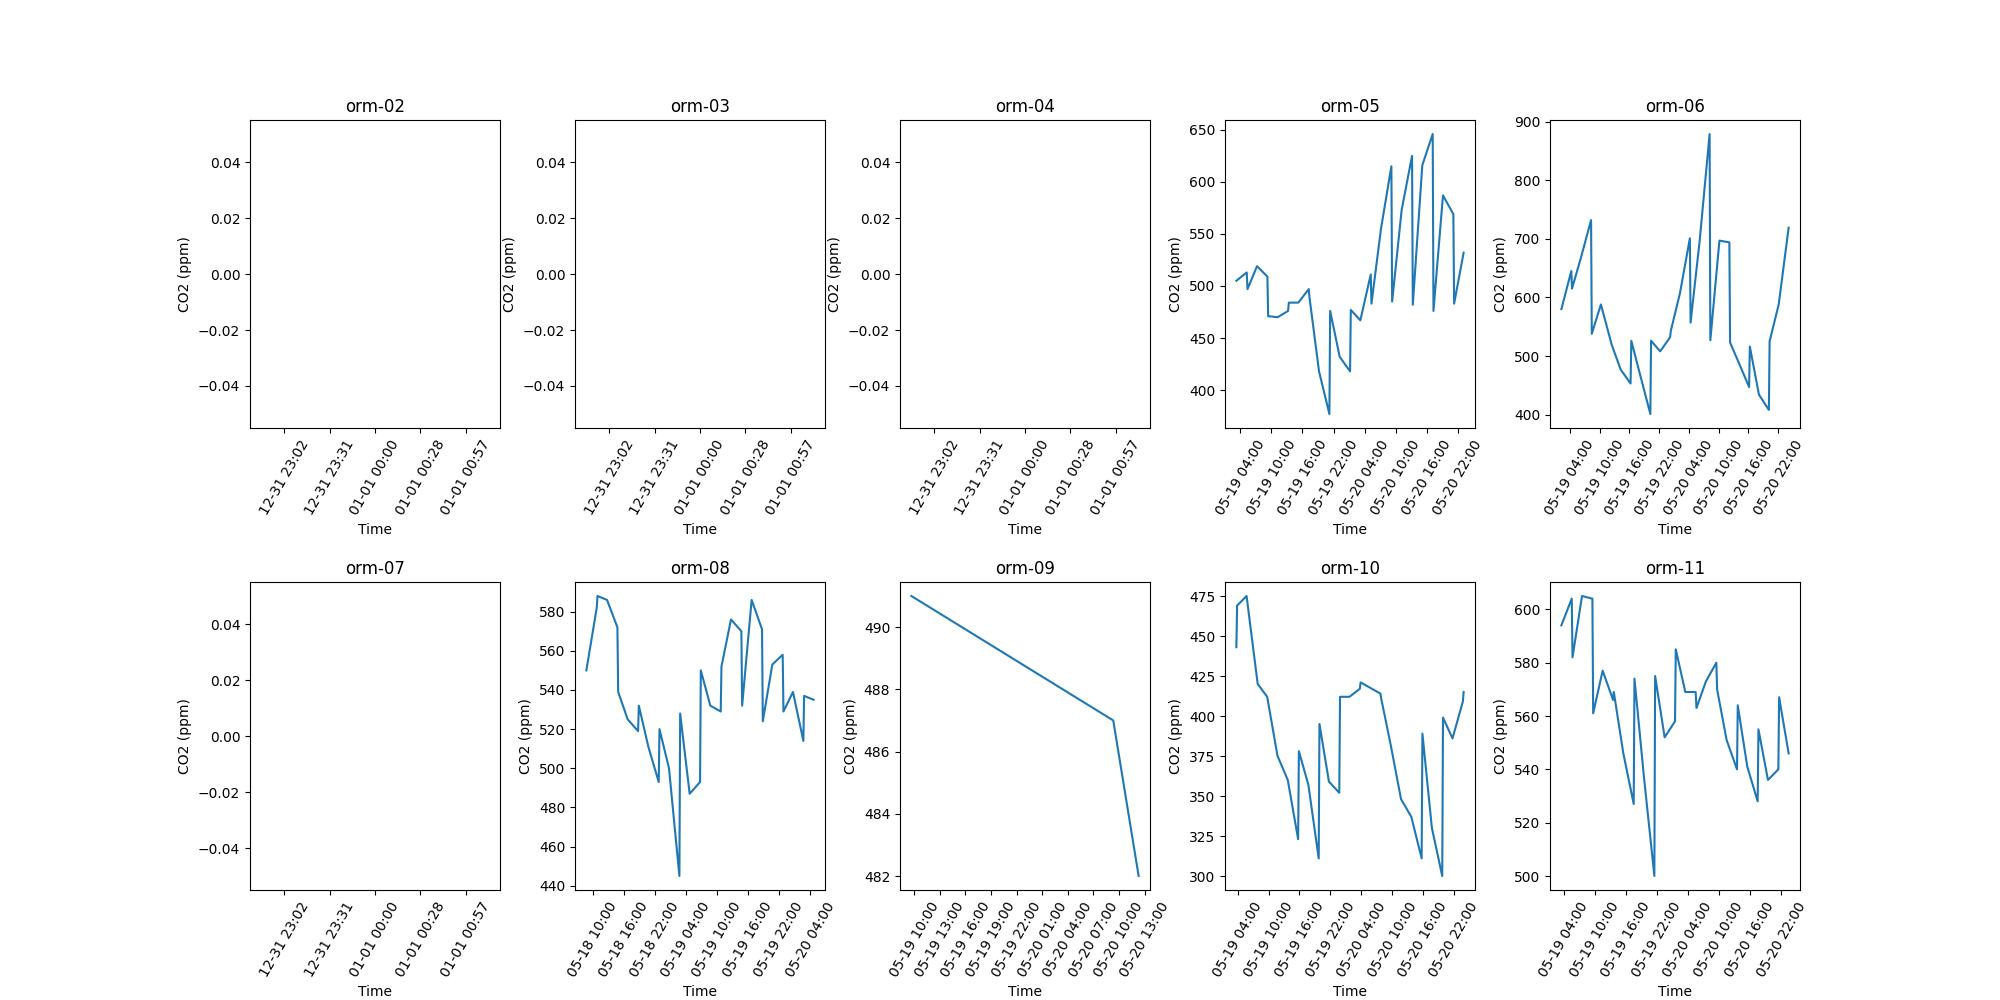 orm-02 orm-03 orm-04 orm-05 orm-06
CO2 (ppm)
0.04
0.02
0.00
−0.02
−0.04
12-31 23:02 12-31 23:31 01-01 00:00 01-01 00:28 01-01 00:57
Time
CO2 (ppm)
0.04
0.02
0.00
−0.02
−0.04
12-31 23:02 12-31 23:31 01-01 00:00 01-01 00:28 01-01 00:57
Time
CO2 (ppm)
0.04
0.02
0.00
−0.02
−0.04
12-31 23:02 12-31 23:31 01-01 00:00 01-01 00:28 01-01 00:57
Time
CO2 (ppm)
650
600
550
500
450
400
05-19 04:00 05-19 10:00 05-19 16:00 05-19 22:00 05-20 04:00 05-20 10:00 05-20 16:00 05-20 22:00
Time
CO2 (ppm)
900
800
700
600
500
400
05-19 04:00 05-19 10:00 05-19 16:00 05-19 22:00 05-20 04:00 05-20 10:00 05-20 16:00 05-20 22:00
Time
orm-07 orm-08 orm-09 orm-10 orm-11
CO2 (ppm)
0.04
0.02
0.00
−0.02
−0.04
12-31 23:02 12-31 23:31 01-01 00:00 01-01 00:28 01-01 00:57
Time
CO2 (ppm)
580
560
540
520
500
480
460
440
05-18 10:00 05-18 16:00 05-18 22:00 05-19 04:00 05-19 10:00 05-19 16:00 05-19 22:00 05-20 04:00
Time
CO2 (ppm)
490
488
486
484
482
05-19 10:00 05-19 13:00 05-19 16:00 05-19 19:00 05-19 22:00 05-20 01:00 05-20 04:00 05-20 07:00 05-20 10:00 05-20 13:00
Time
CO2 (ppm)
475
450
425
400
375
350
325
300
05-19 04:00 05-19 10:00 05-19 16:00 05-19 22:00 05-20 04:00 05-20 10:00 05-20 16:00 05-20 22:00
Time
CO2 (ppm)
600
580
560
540
520
500
05-19 04:00 05-19 10:00 05-19 16:00 05-19 22:00 05-20 04:00 05-20 10:00 05-20 16:00 05-20 22:00
Time